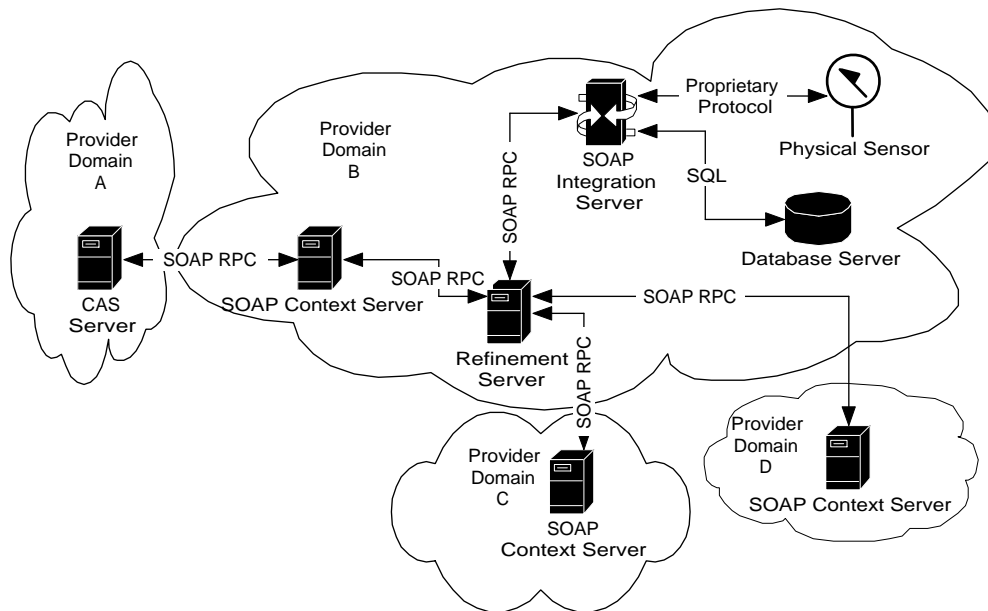 Provider
Domain
A
CAS
Server
SOAP RPC
Provider
Domain
B
SOAP Context Server
SOAP RPC
SOAP RPC
Refinement
Server
SOAP
Integration
Server
Proprietary
Protocol
Physical Sensor
SQL
Database Server
SOAP RPC
SOAP RPC
Provider
Domain
C
SOAP
Context Server
Provider
Domain
D
SOAP Context Server